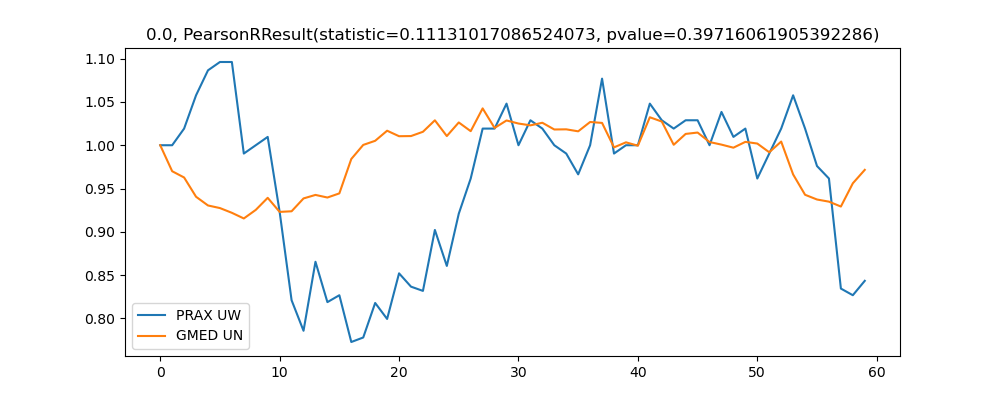 0.0, PearsonRResult(statistic=0.11131017086524073, pvalue=0.39716061905392286)
1.10
1.05
1.00
0.95
0.90
0.85
0.80
PRAX UW
GMED UN
0 10 20 30 40 50 60